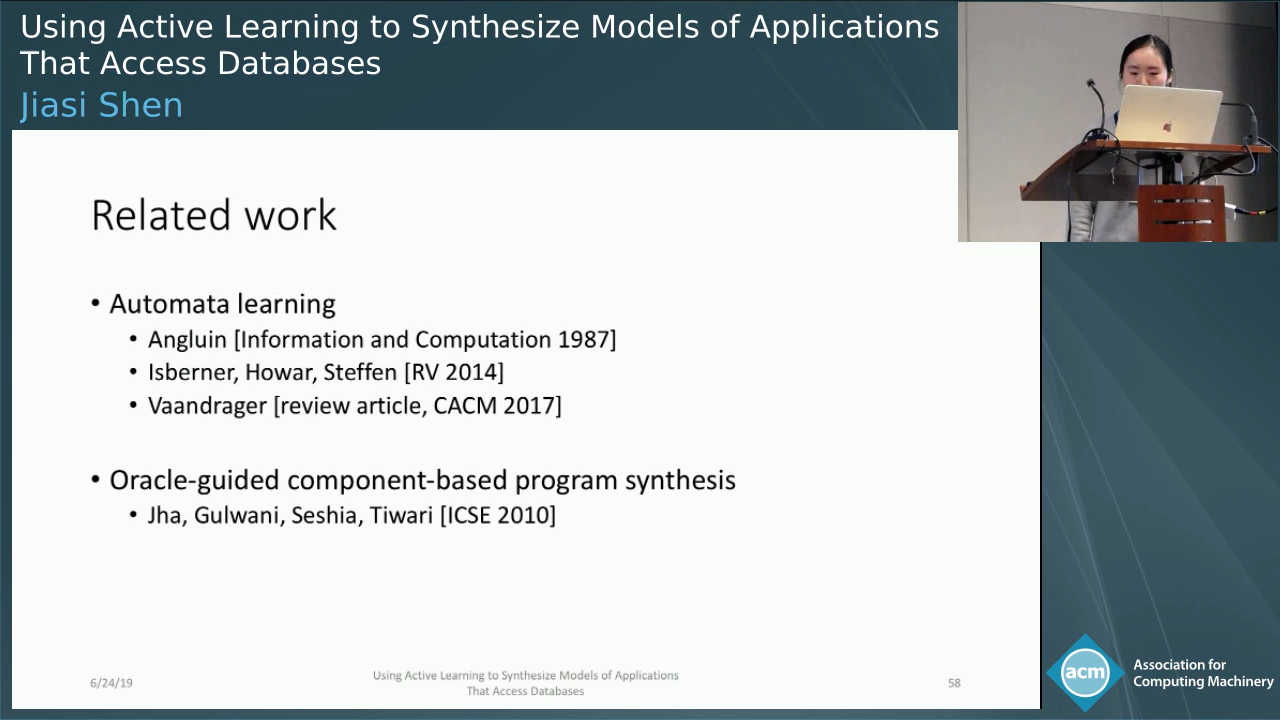 Using Active Learning to Synthesize Models of Applications
That Access Databases
Jiasi Shen
Related work
• Automata learning
• Angluin [Information and Computation 1987]
• Isberner, Howar, Steffen [RV 2014]
• Vaandrager [review article, CACM 2017]
• Oracle-guided component-based program synthesis
• Jha, Gulwani, Seshia, Tiwari [ICSE 2010]
6/24/19
Using Active Learning to Synthesize Models of Applications
That Access Databases
58
acm
Association for
Computing Machinery